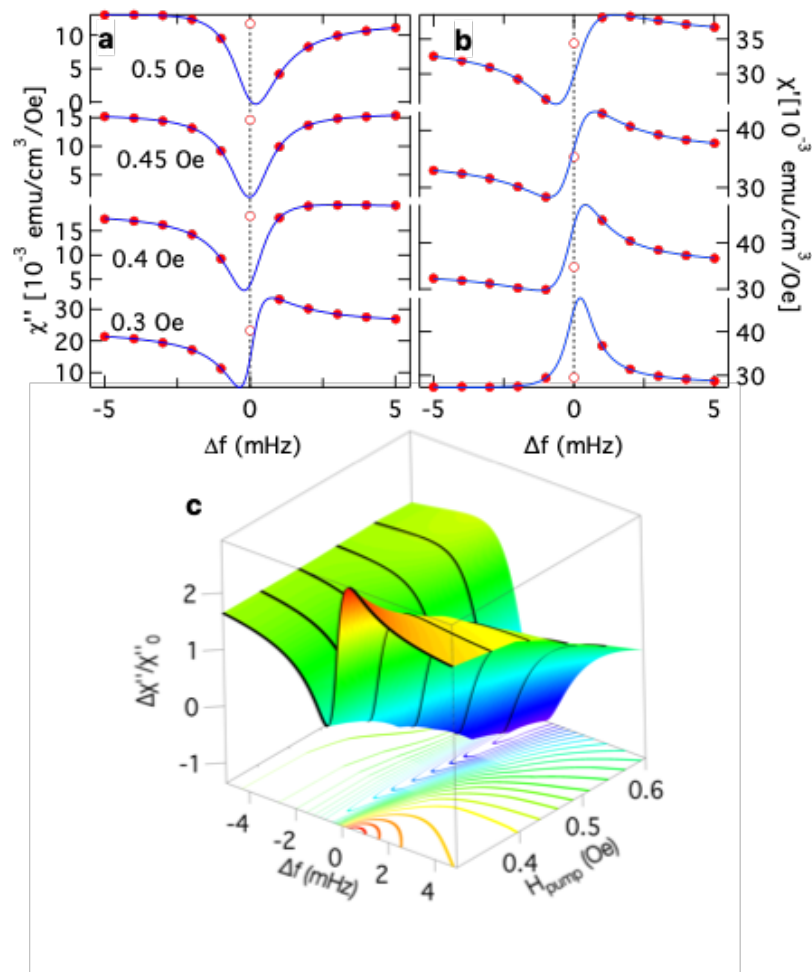 a
b
10
5
0
0.5 Oe
35
30
15
10
5
0.45 Oe
40
30
15
10
5
0.4 Oe
40
30
30
20
10
0.3 Oe
30
χ'' [10⁻³ emu/cm³/Oe]
χ' [10⁻³ emu/cm³/Oe]
-5 0 5
-5 0 5
Δf (mHz)
Δf (mHz)
c
2
1
0
-1
Δχ''/χ''₀
-4 -2 0 2 4
Δf (mHz)
0.4 0.5 0.6
H_pump (Oe)